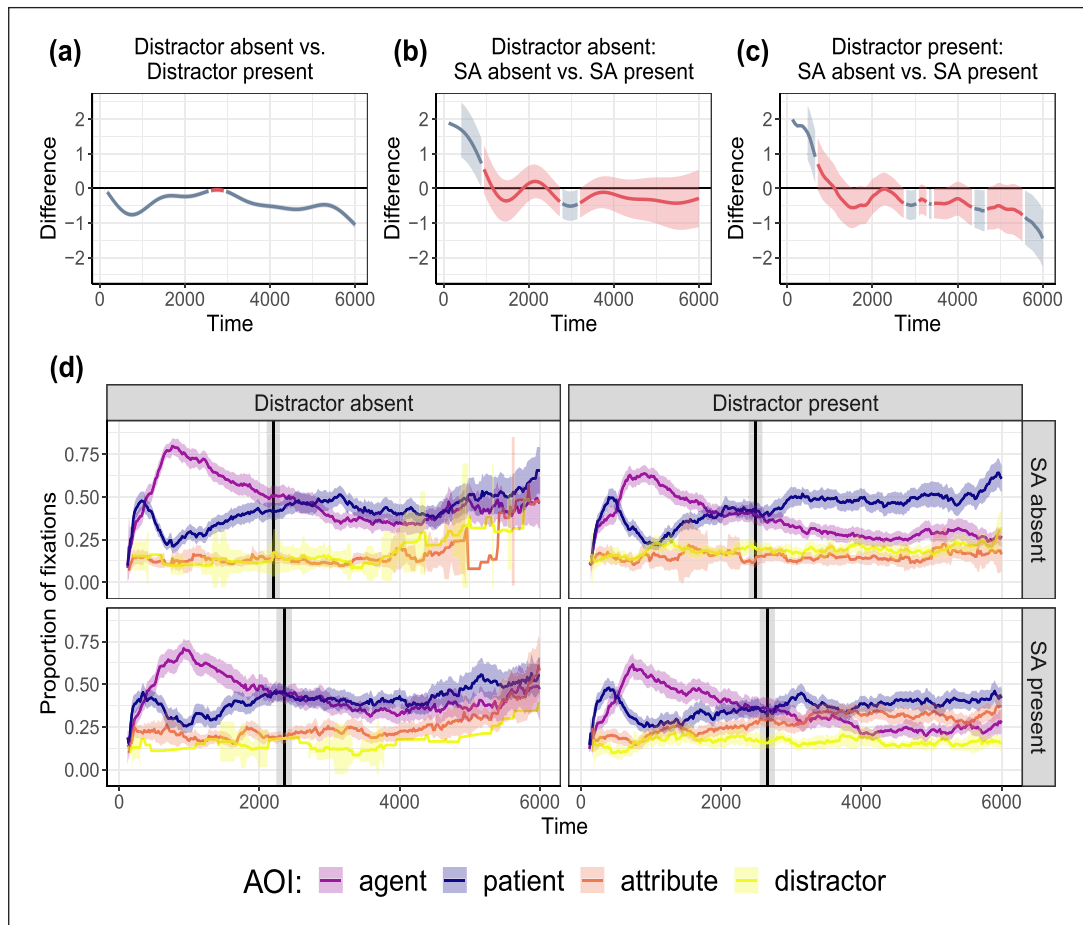 (a)
Distractor absent vs.
Distractor present
(b)
Distractor absent:
SA absent vs. SA present
(c)
Distractor present:
SA absent vs. SA present
Difference
2
1
0
−1
−2
0 2000 4000 6000
Time
Difference
2
1
0
−1
−2
0 2000 4000 6000
Time
Difference
2
1
0
−1
−2
0 2000 4000 6000
Time
(d)
Distractor absent
Distractor present
Proportion of fixations
0.75
0.50
0.25
0.00
SA absent
0.75
0.50
0.25
0.00
SA present
0 2000 4000 6000
0 2000 4000 6000
Time
AOI: agent patient attribute distractor